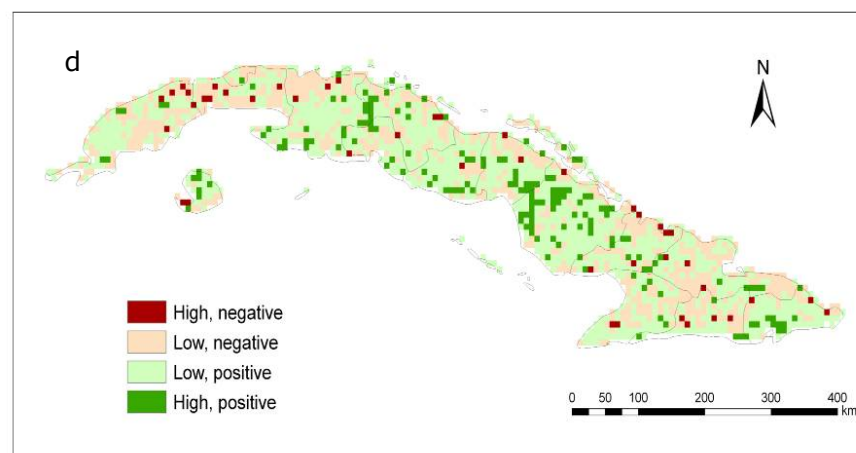 d
N
High, negative
Low, negative
Low, positive
High, positive
0 50 100 200 300 400
km